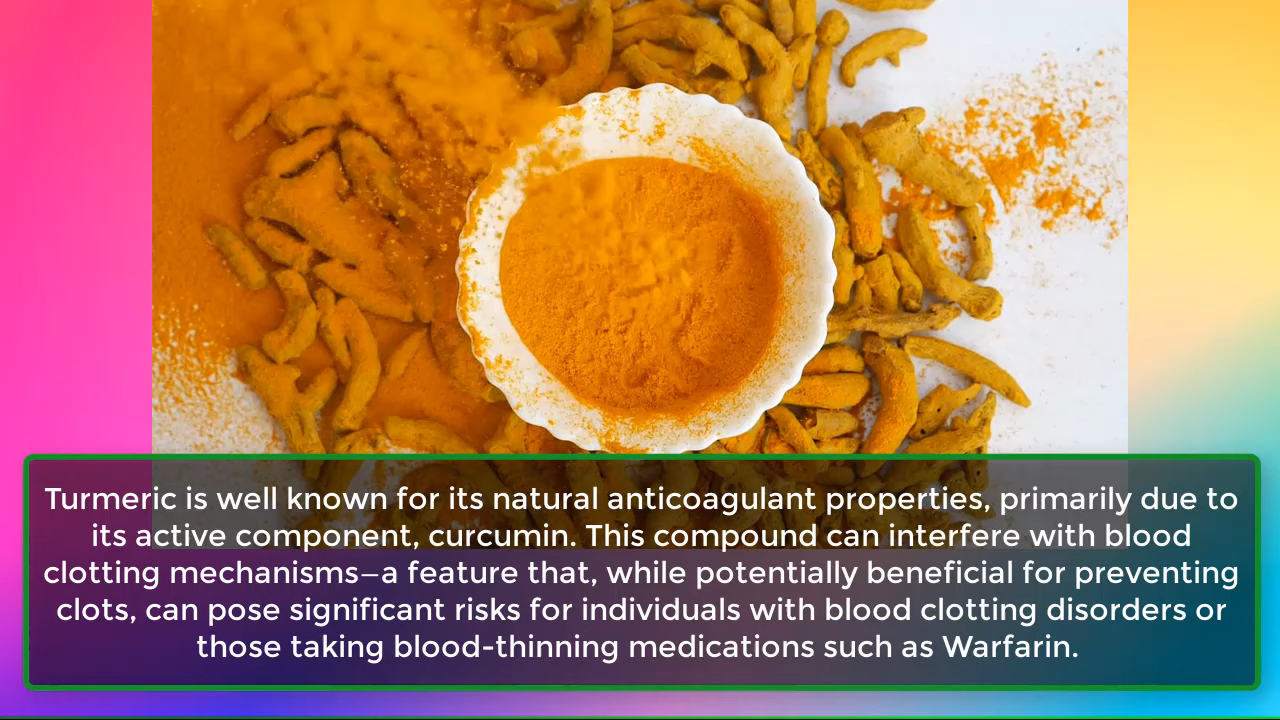 Turmeric is well known for its natural anticoagulant properties, primarily due to
its active component, curcumin. This compound can interfere with blood
clotting mechanisms—a feature that, while potentially beneficial for preventing
clots, can pose significant risks for individuals with blood clotting disorders or
those taking blood-thinning medications such as Warfarin.